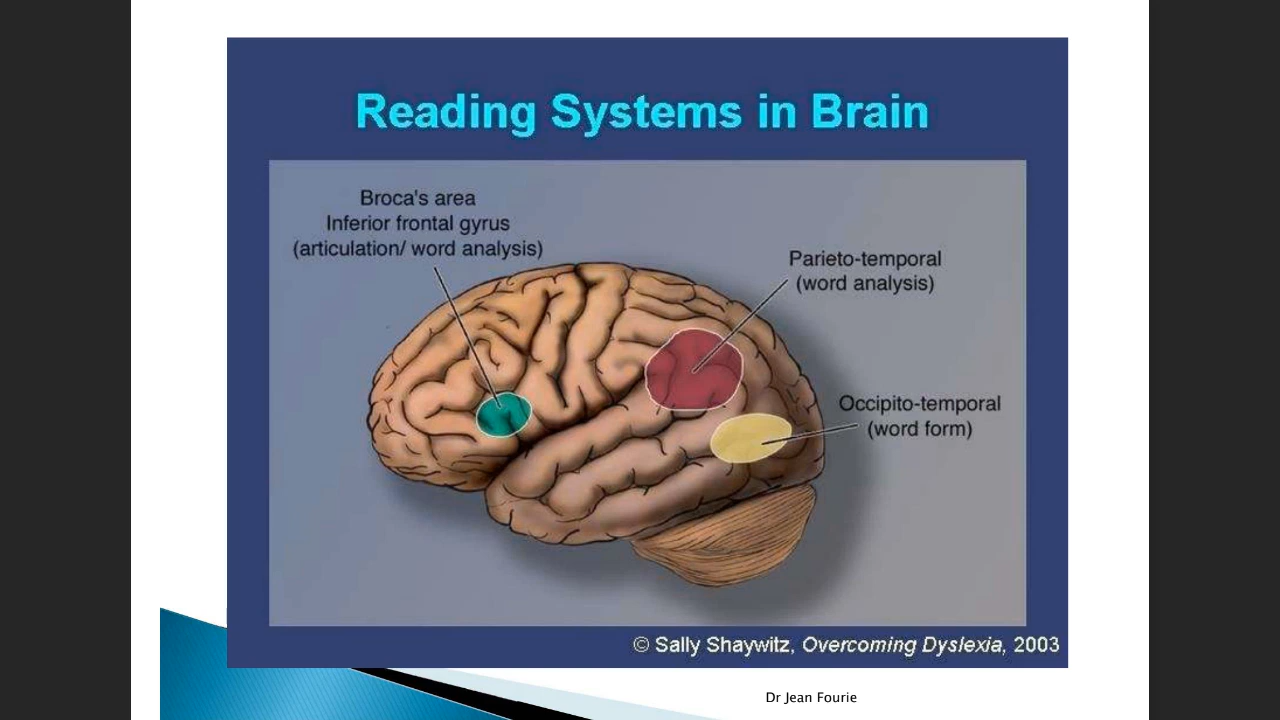 Reading Systems in Brain
Broca's area
Inferior frontal gyrus
(articulation/ word analysis)
Parieto-temporal
(word analysis)
Occipito-temporal
(word form)
© Sally Shaywitz, Overcoming Dyslexia, 2003
Dr Jean Fourie